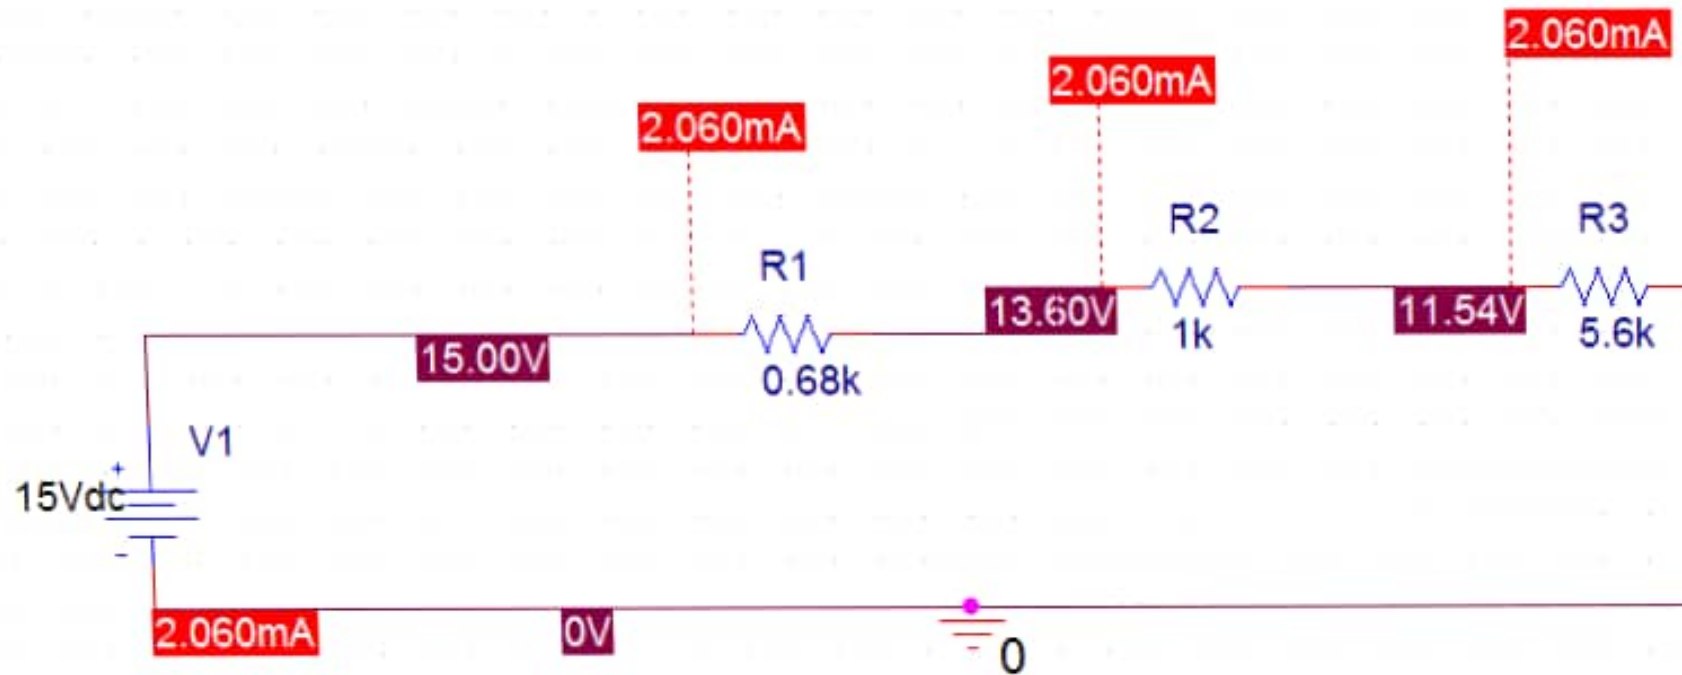 2.060mA
2.060mA
2.060mA
R2
R3
R1
13.60V
11.54V
1k
5.6k
15.00V
0.68k
V1
+
15Vdc
-
2.060mA
0V
0